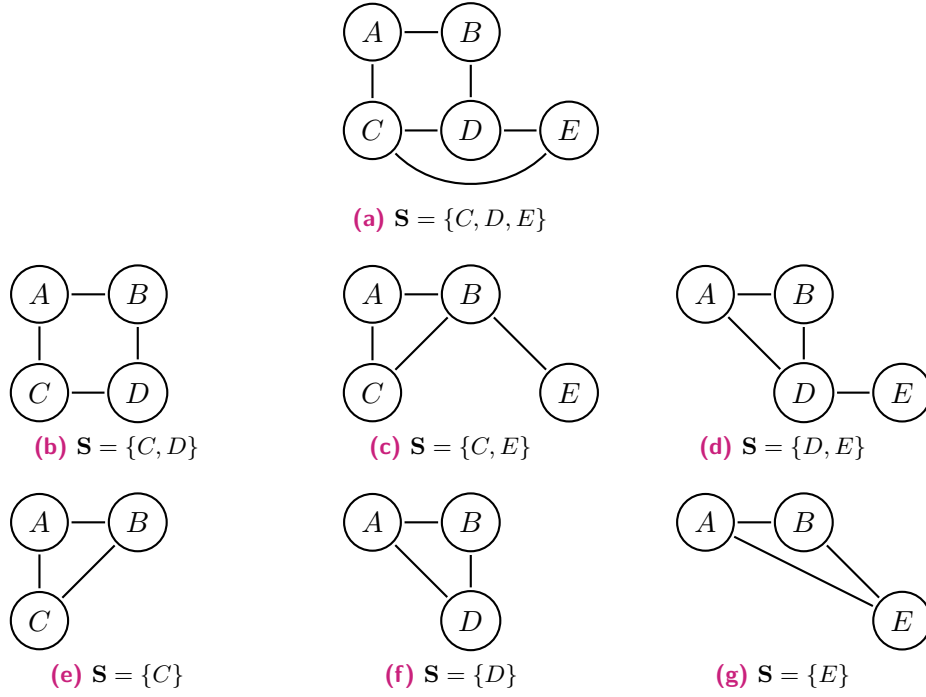 A B
C D E
(a) S = {C, D, E}
A B A B A B
C D C E D E
(b) S = {C, D} (c) S = {C, E} (d) S = {D, E}
A B A B A B
C D E
(e) S = {C} (f) S = {D} (g) S = {E}